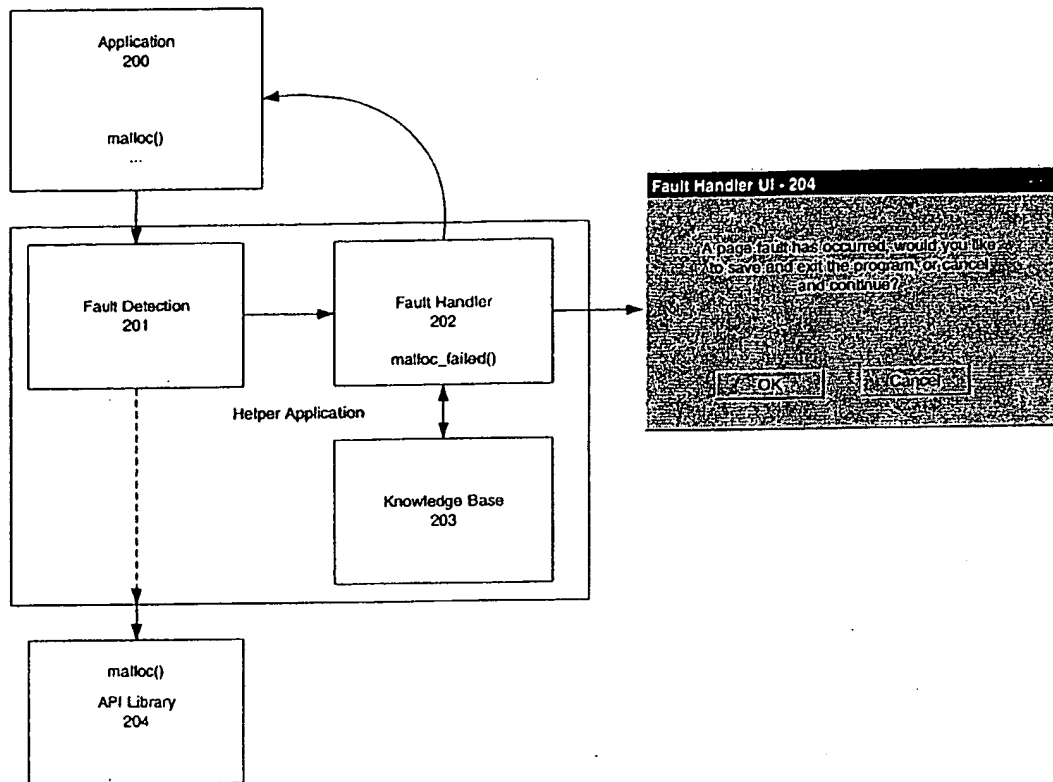 Application
200
malloc()
...
Fault Detection
201
Fault Handler
202
malloc_failed()
Helper Application
Knowledge Base
203
malloc()
API Library
204
Fault Handler UI - 204
A page fault has occurred, would you like
to save and exit the program, or cancel
and continue?
OK
Cancel